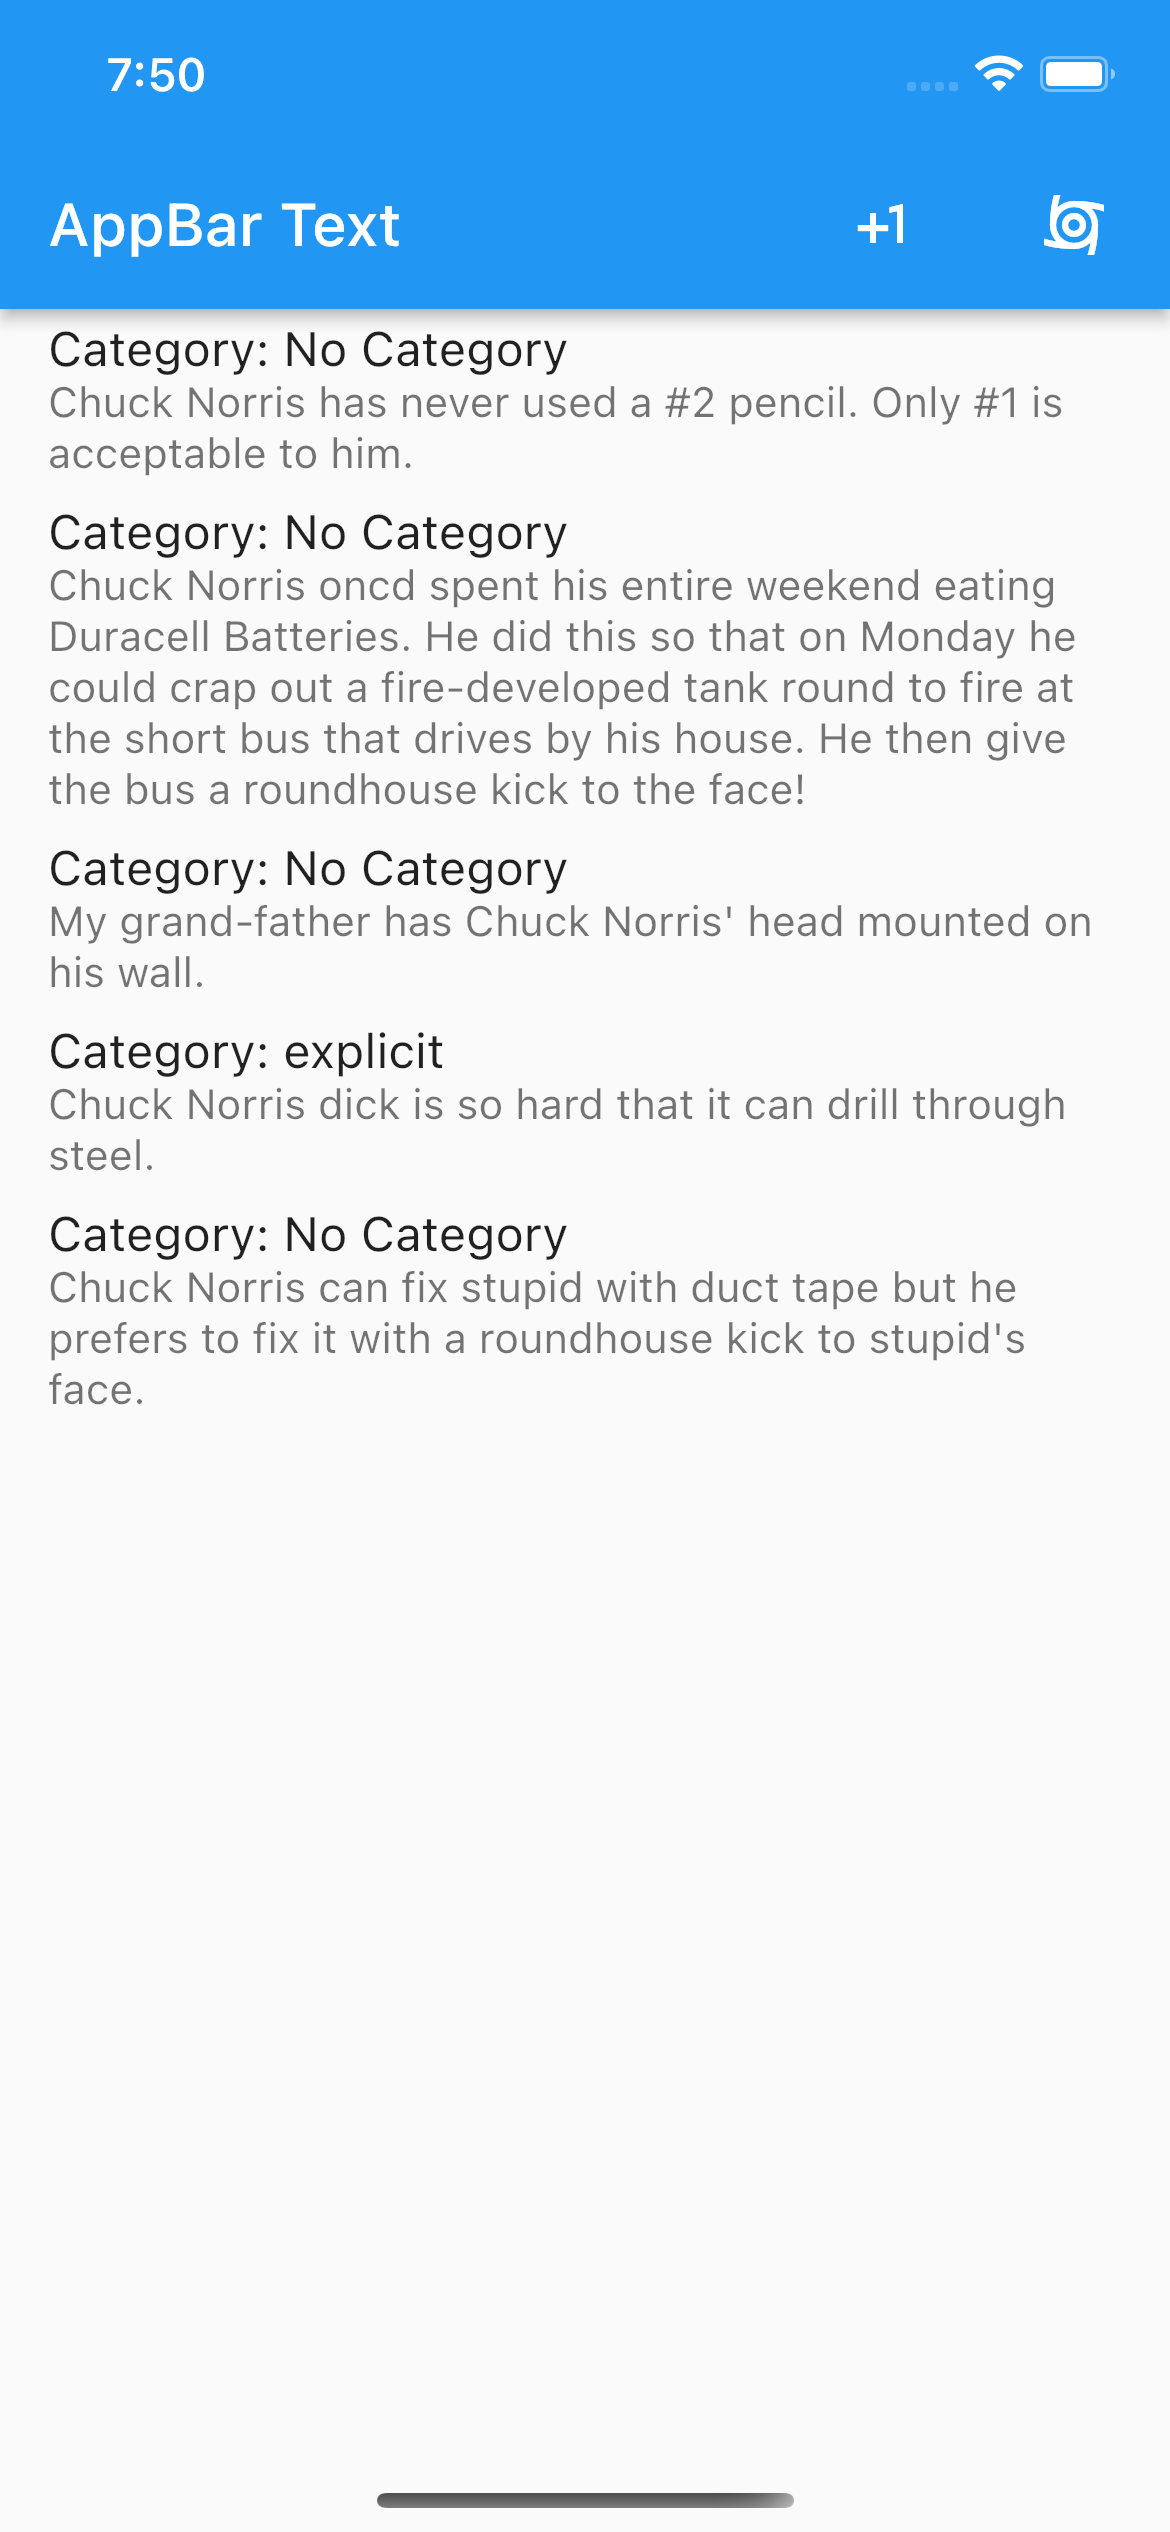 7:50
AppBar Text +1
Category: No Category
Chuck Norris has never used a #2 pencil. Only #1 is
acceptable to him.
Category: No Category
Chuck Norris oncd spent his entire weekend eating
Duracell Batteries. He did this so that on Monday he
could crap out a fire-developed tank round to fire at
the short bus that drives by his house. He then give
the bus a roundhouse kick to the face!
Category: No Category
My grand-father has Chuck Norris' head mounted on
his wall.
Category: explicit
Chuck Norris dick is so hard that it can drill through
steel.
Category: No Category
Chuck Norris can fix stupid with duct tape but he
prefers to fix it with a roundhouse kick to stupid's
face.